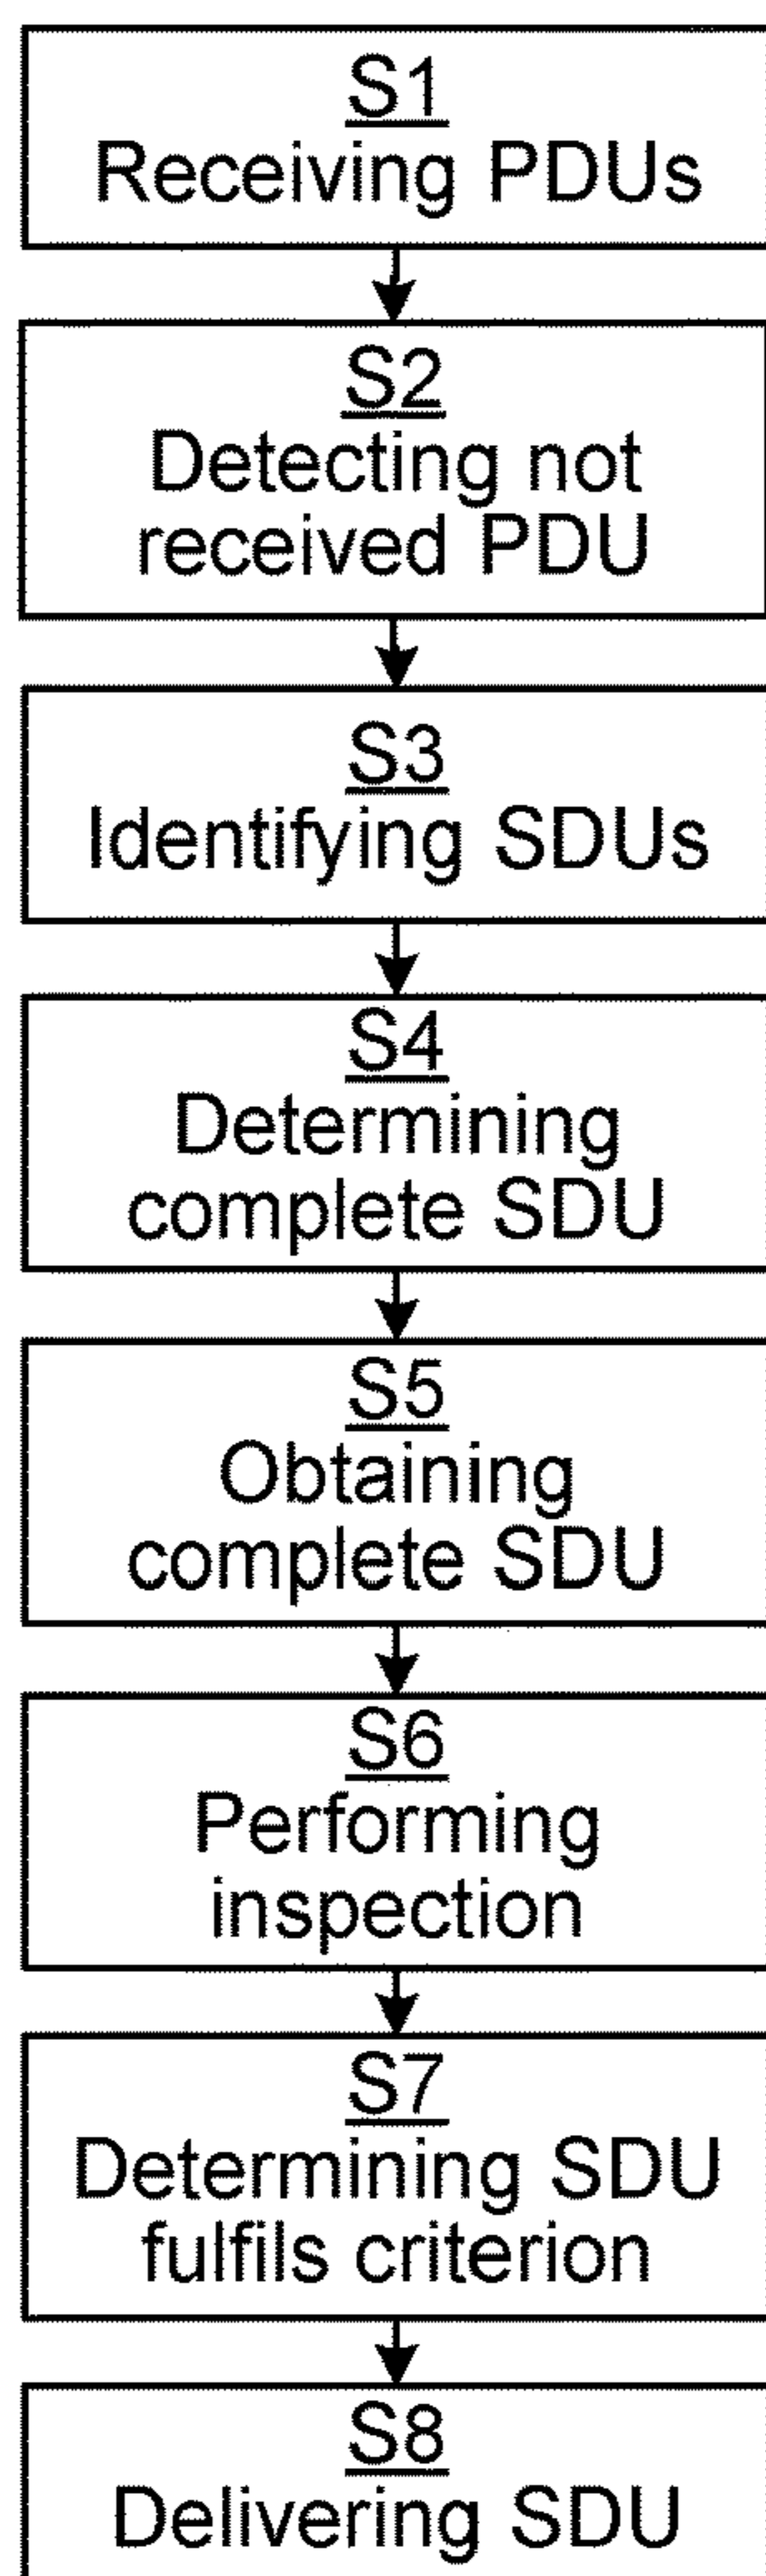 S1
Receiving PDUs
S2
Detecting not
received PDU
S3
Identifying SDUs
S4
Determining
complete SDU
S5
Obtaining
complete SDU
S6
Performing
inspection
S7
Determining SDU
fulfils criterion
S8
Delivering SDU